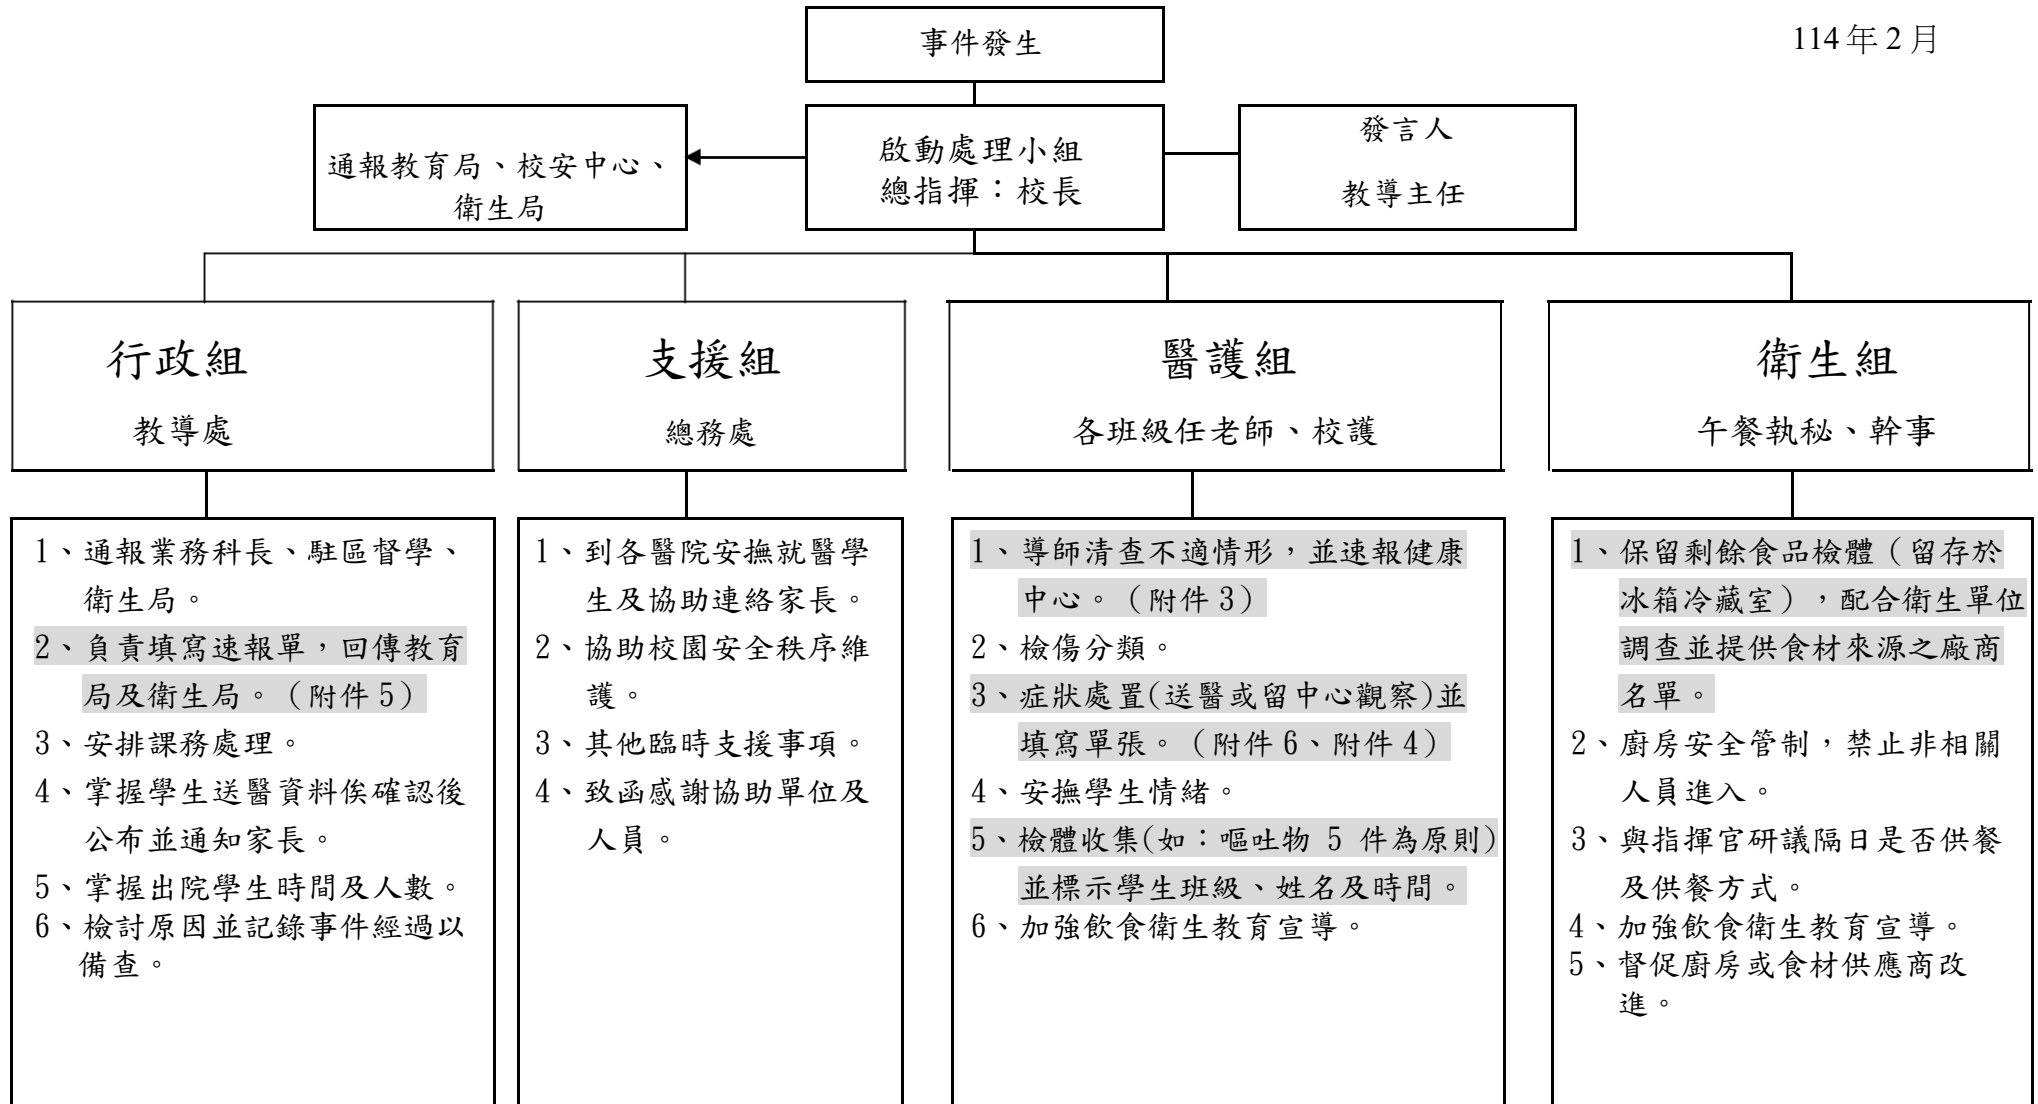 事件發生
114年2月
通報教育局、校安中心、
衛生局
啟動處理小組
總指揮：校長
發言人
教導主任
行政組
教導處
支援組
總務處
醫護組
各班級任老師、校護
衛生組
午餐執秘、幹事
1、通報業務科長、駐區督學、
衛生局。
2、負責填寫速報單，回傳教育
局及衛生局。（附件5）
3、安排課務處理。
4、掌握學生送醫資料俟確認後
公布並通知家長。
5、掌握出院學生時間及人數。
6、檢討原因並記錄事件經過以
備查。
1、到各醫院安撫就醫學
生及協助連絡家長。
2、協助校園安全秩序維
護。
3、其他臨時支援事項。
4、致函感謝協助單位及
人員。
1、導師清查不適情形，並速報健康
中心。（附件3）
2、檢傷分類。
3、症狀處置(送醫或留中心觀察)並
填寫單張。（附件6、附件4）
4、安撫學生情緒。
5、檢體收集(如：嘔吐物 5 件為原則)
並標示學生班級、姓名及時間。
6、加強飲食衛生教育宣導。
1、保留剩餘食品檢體（留存於
冰箱冷藏室），配合衛生單位
調查並提供食材來源之廠商
名單。
2、廚房安全管制，禁止非相關
人員進入。
3、與指揮官研議隔日是否供餐
及供餐方式。
4、加強飲食衛生教育宣導。
5、督促廚房或食材供應商改
進。